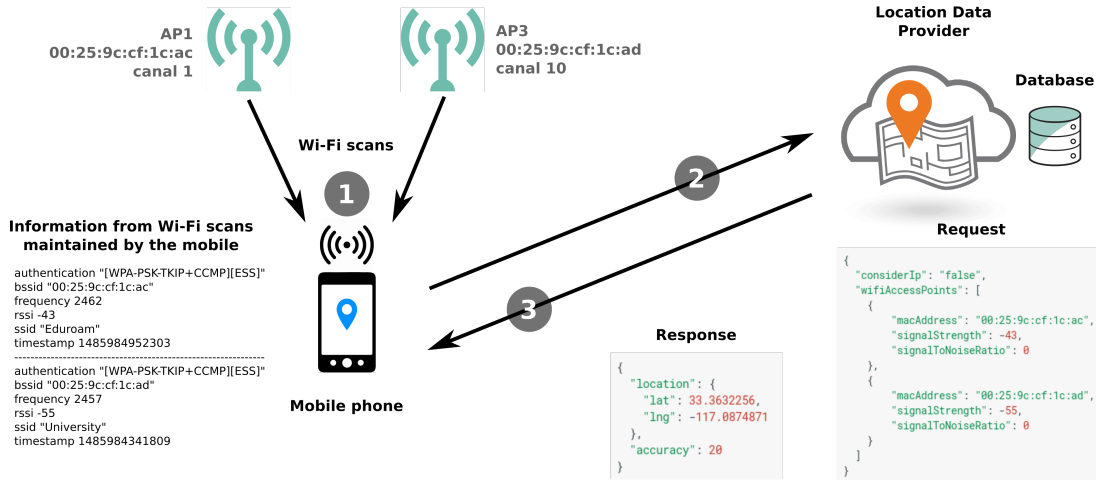 AP1
00:25:9c:cf:1c:ac
canal 1
AP3
00:25:9c:cf:1c:ad
canal 10
Location Data
Provider
Database
Wi-Fi scans
1
2
3
Information from Wi-Fi scans
maintained by the mobile
authentication "[WPA-PSK-TKIP+CCMP][ESS]"
bssid "00:25:9c:cf:1c:ac"
frequency 2462
rssi -43
ssid "Eduroam"
timestamp 1485984952303
----------------------------------------------------------------
authentication "[WPA-PSK-TKIP+CCMP][ESS]"
bssid "00:25:9c:cf:1c:ad"
frequency 2457
rssi -55
ssid "University"
timestamp 1485984341809
Mobile phone
Response
{
"location": {
"lat": 33.3632256,
"lng": -117.0874871
},
"accuracy": 20
}
Request
{
"considerIp": "false",
"wifiAccessPoints": [
{
"macAddress": "00:25:9c:cf:1c:ac",
"signalStrength": -43,
"signalToNoiseRatio": 0
},
{
"macAddress": "00:25:9c:cf:1c:ad",
"signalStrength": -55,
"signalToNoiseRatio": 0
}
]
}